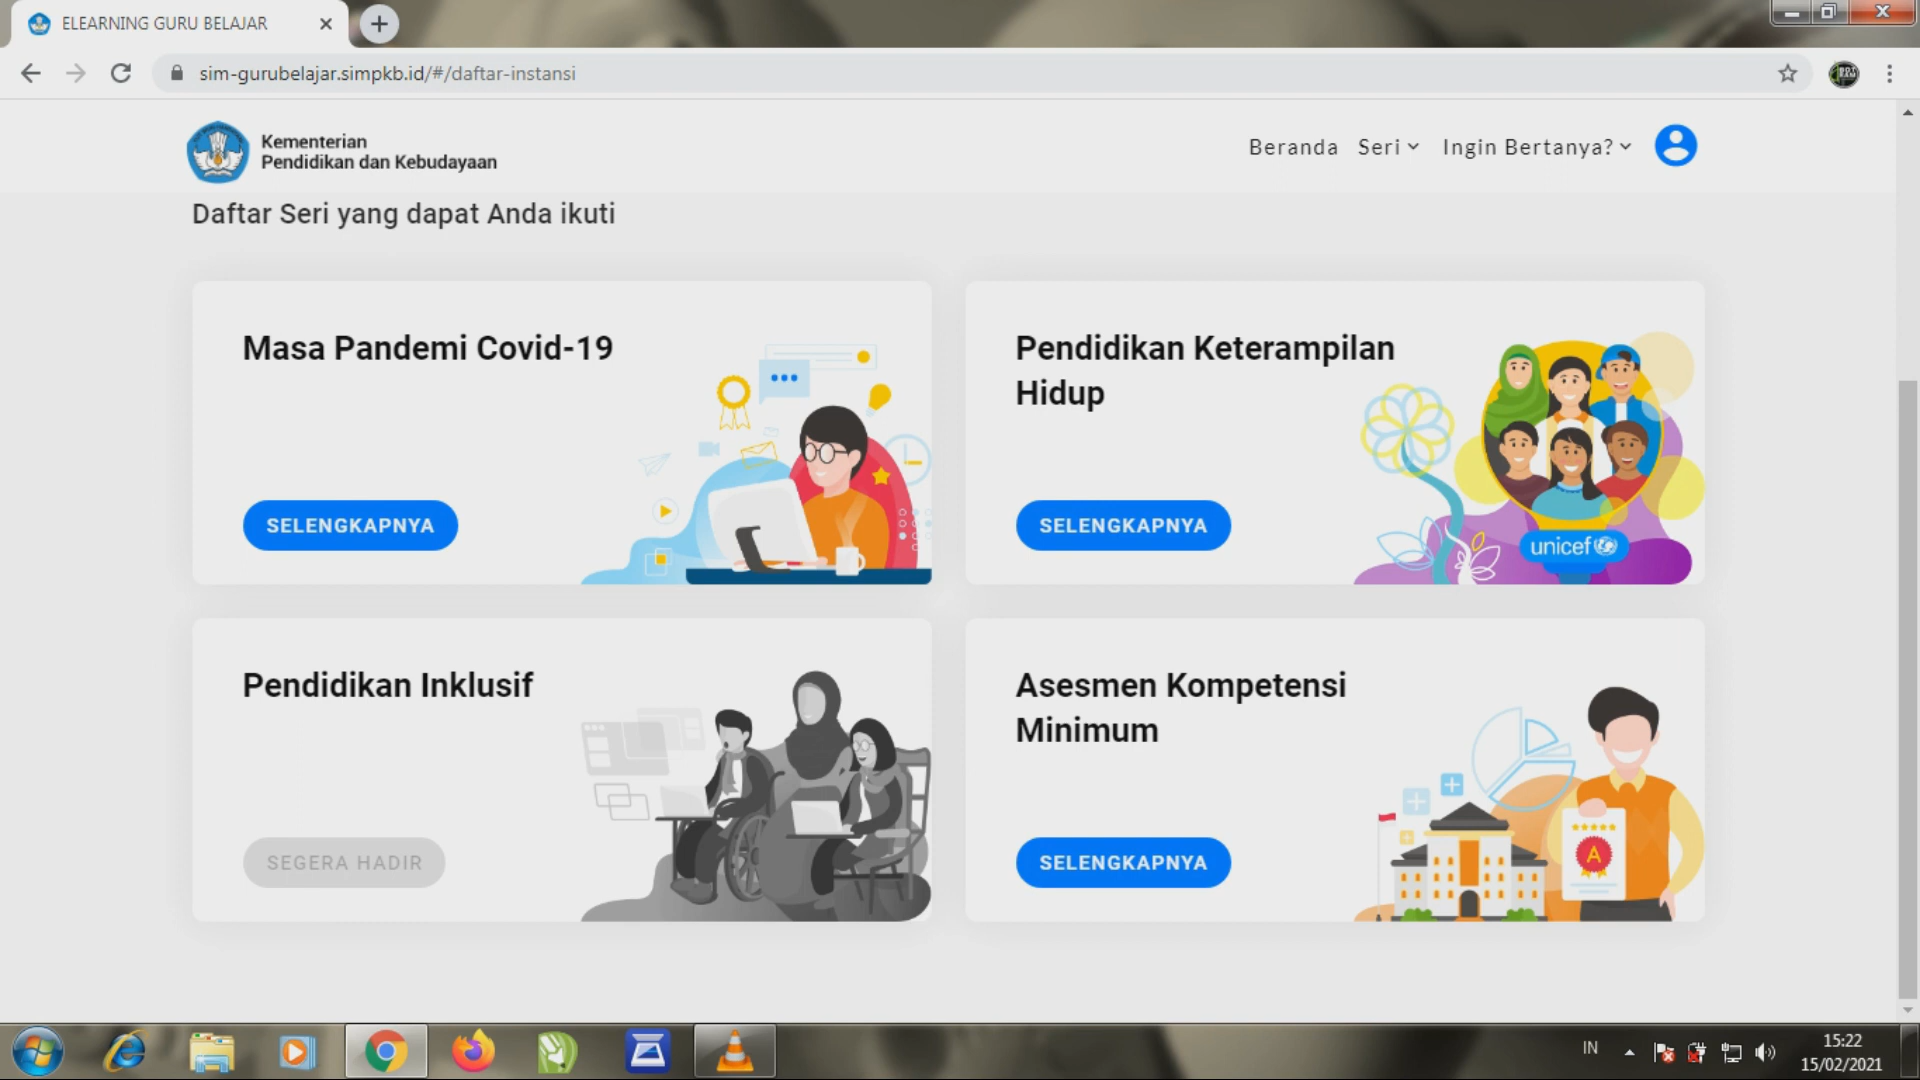 ELEARNING GURU BELAJAR
sim-gurubelajar.simpkb.id/#/daftar-instansi
Kementerian
Pendidikan dan Kebudayaan
Beranda Seri Ingin Bertanya?
Daftar Seri yang dapat Anda ikuti
Masa Pandemi Covid-19
SELENGKAPNYA
Pendidikan Keterampilan
Hidup
SELENGKAPNYA
unicef
Pendidikan Inklusif
SEGERA HADIR
Asesmen Kompetensi
Minimum
SELENGKAPNYA
A
IN
15:22
15/02/2021